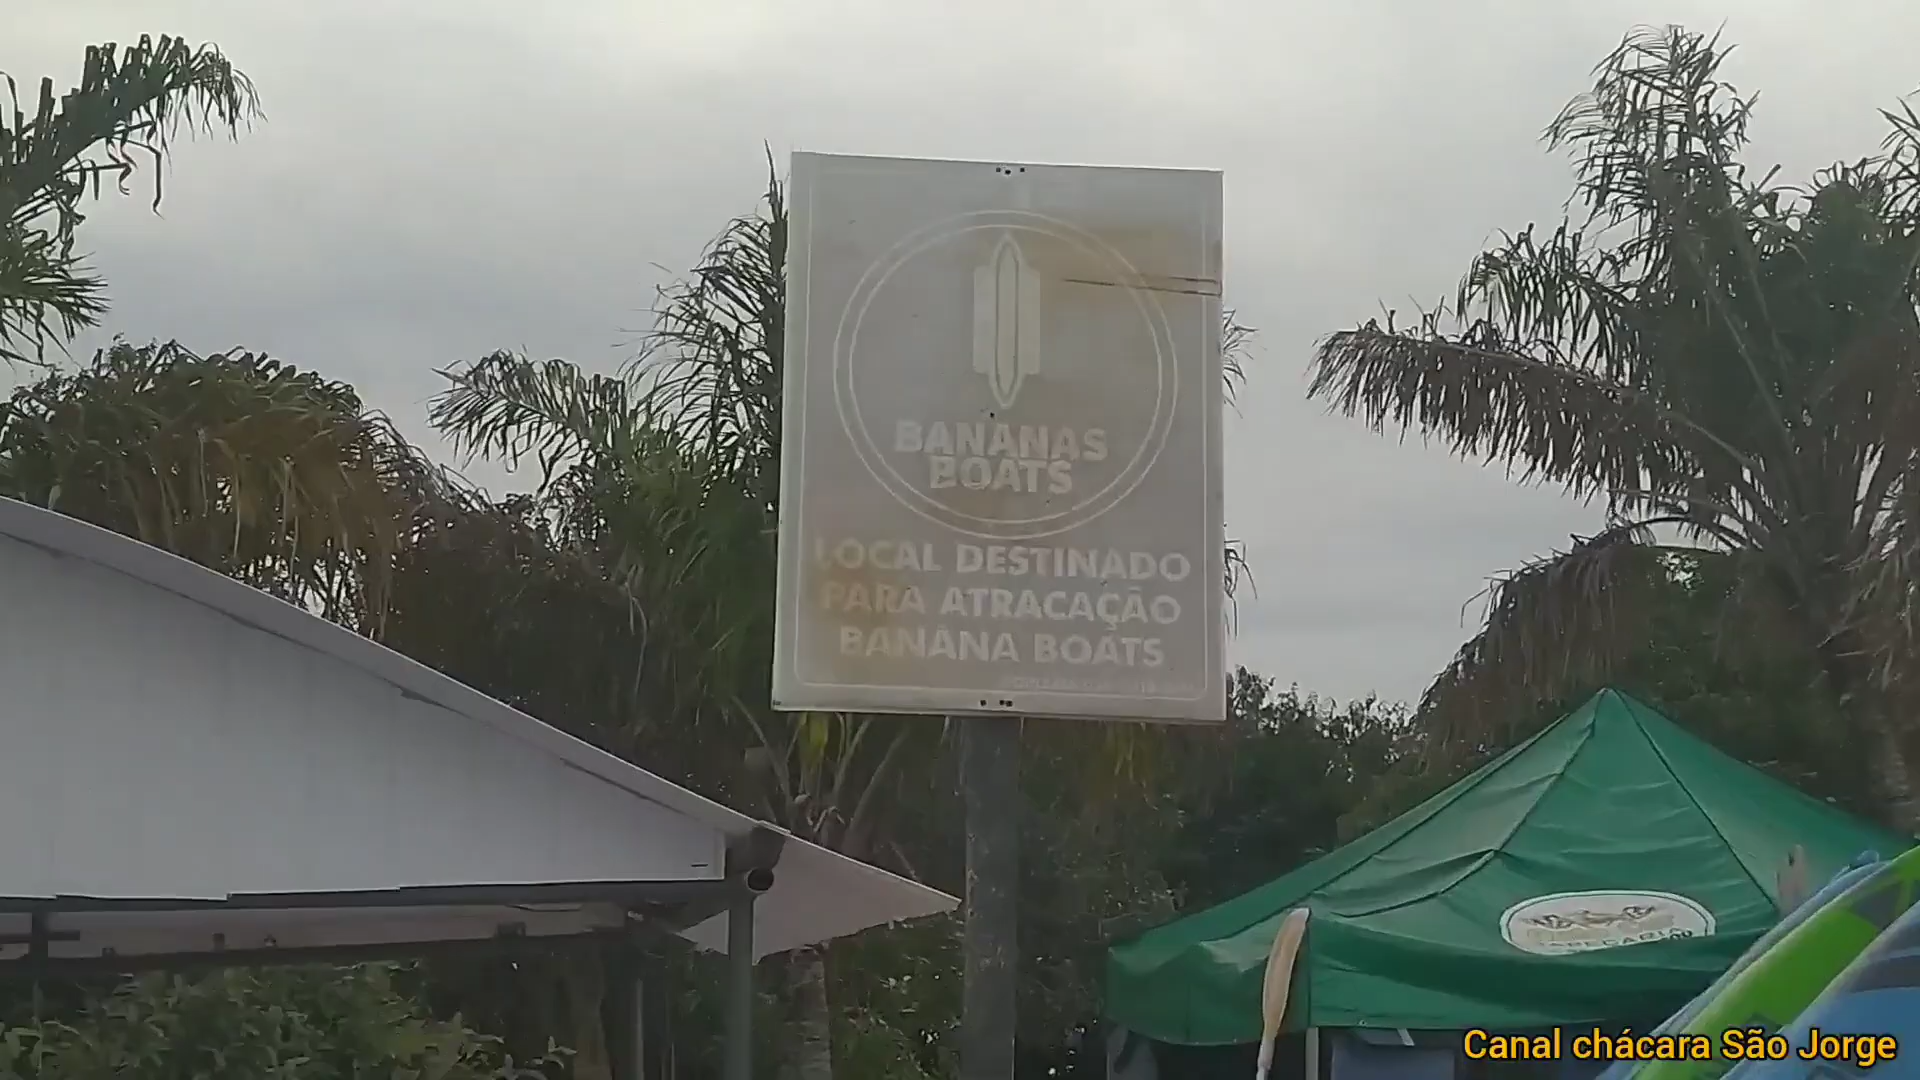 BANANAS
BOATS
LOCAL DESTINADO
PARA ATRACAÇÃO
BANANA BOATS
Canal chácara São Jorge